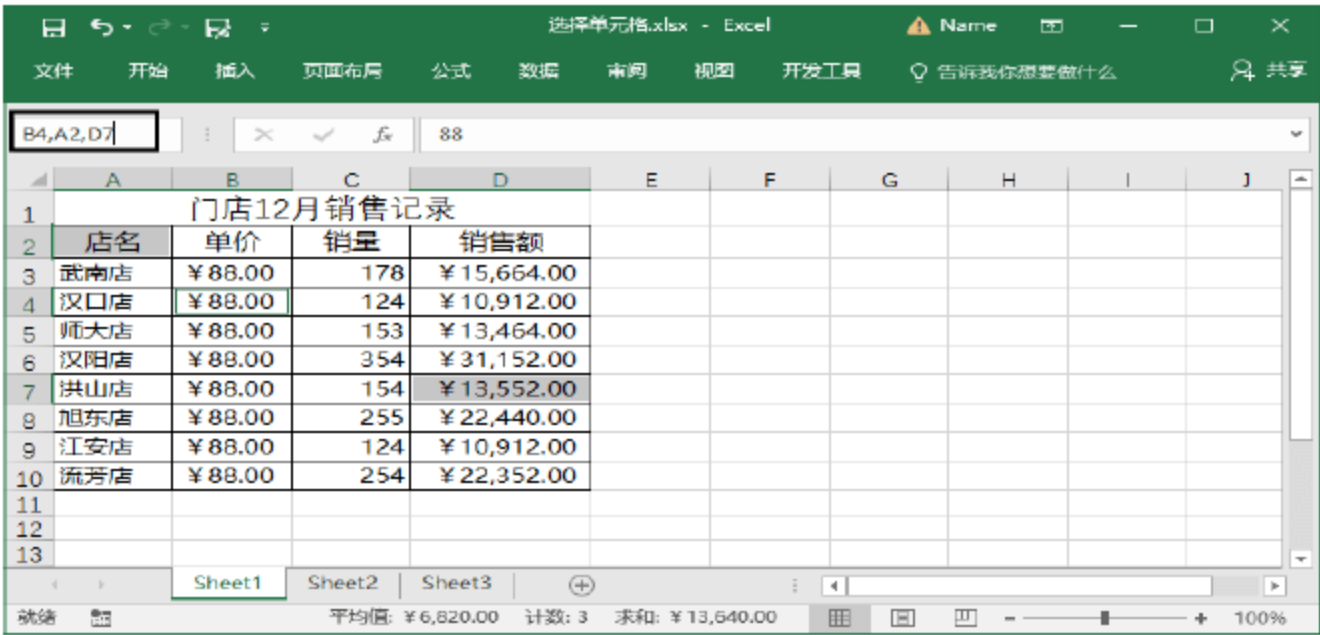 选择单元格.xlsx - Excel Name
文件 开始 插入 页面布局 公式 数据 审阅 视图 开发工具 告诉我你想要做什么 共享
B4,A2,D7 fx 88
A B C D E F G H I J
1 门店12月销售记录
2 店名 单价 销量 销售额
3 武南店 ¥88.00 178 ¥15,664.00
4 汉口店 ¥88.00 124 ¥10,912.00
5 师大店 ¥88.00 153 ¥13,464.00
6 汉阳店 ¥88.00 354 ¥31,152.00
7 洪山店 ¥88.00 154 ¥13,552.00
8 旭东店 ¥88.00 255 ¥22,440.00
9 江安店 ¥88.00 124 ¥10,912.00
10 流芳店 ¥88.00 254 ¥22,352.00
11
12
13
Sheet1 Sheet2 Sheet3
就绪 平均值: ¥6,820.00 计数: 3 求和: ¥13,640.00 100%